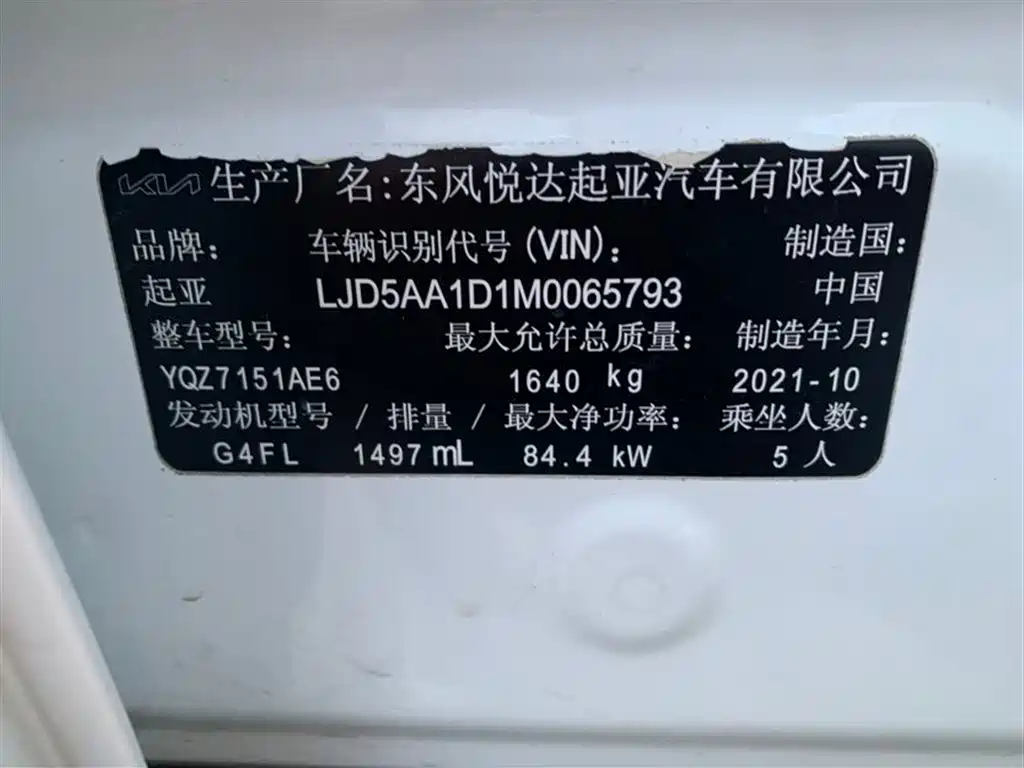 KIA 生产厂名:东风悦达起亚汽车有限公司
品牌: 车辆识别代号(VIN): 制造国:
起亚 LJD5AA1D1M0065793 中国
整车型号: 最大允许总质量: 制造年月:
YQZ7151AE6 1640 kg 2021-10
发动机型号 / 排量 / 最大净功率: 乘坐人数:
G4FL 1497 mL 84.4 kW 5 人